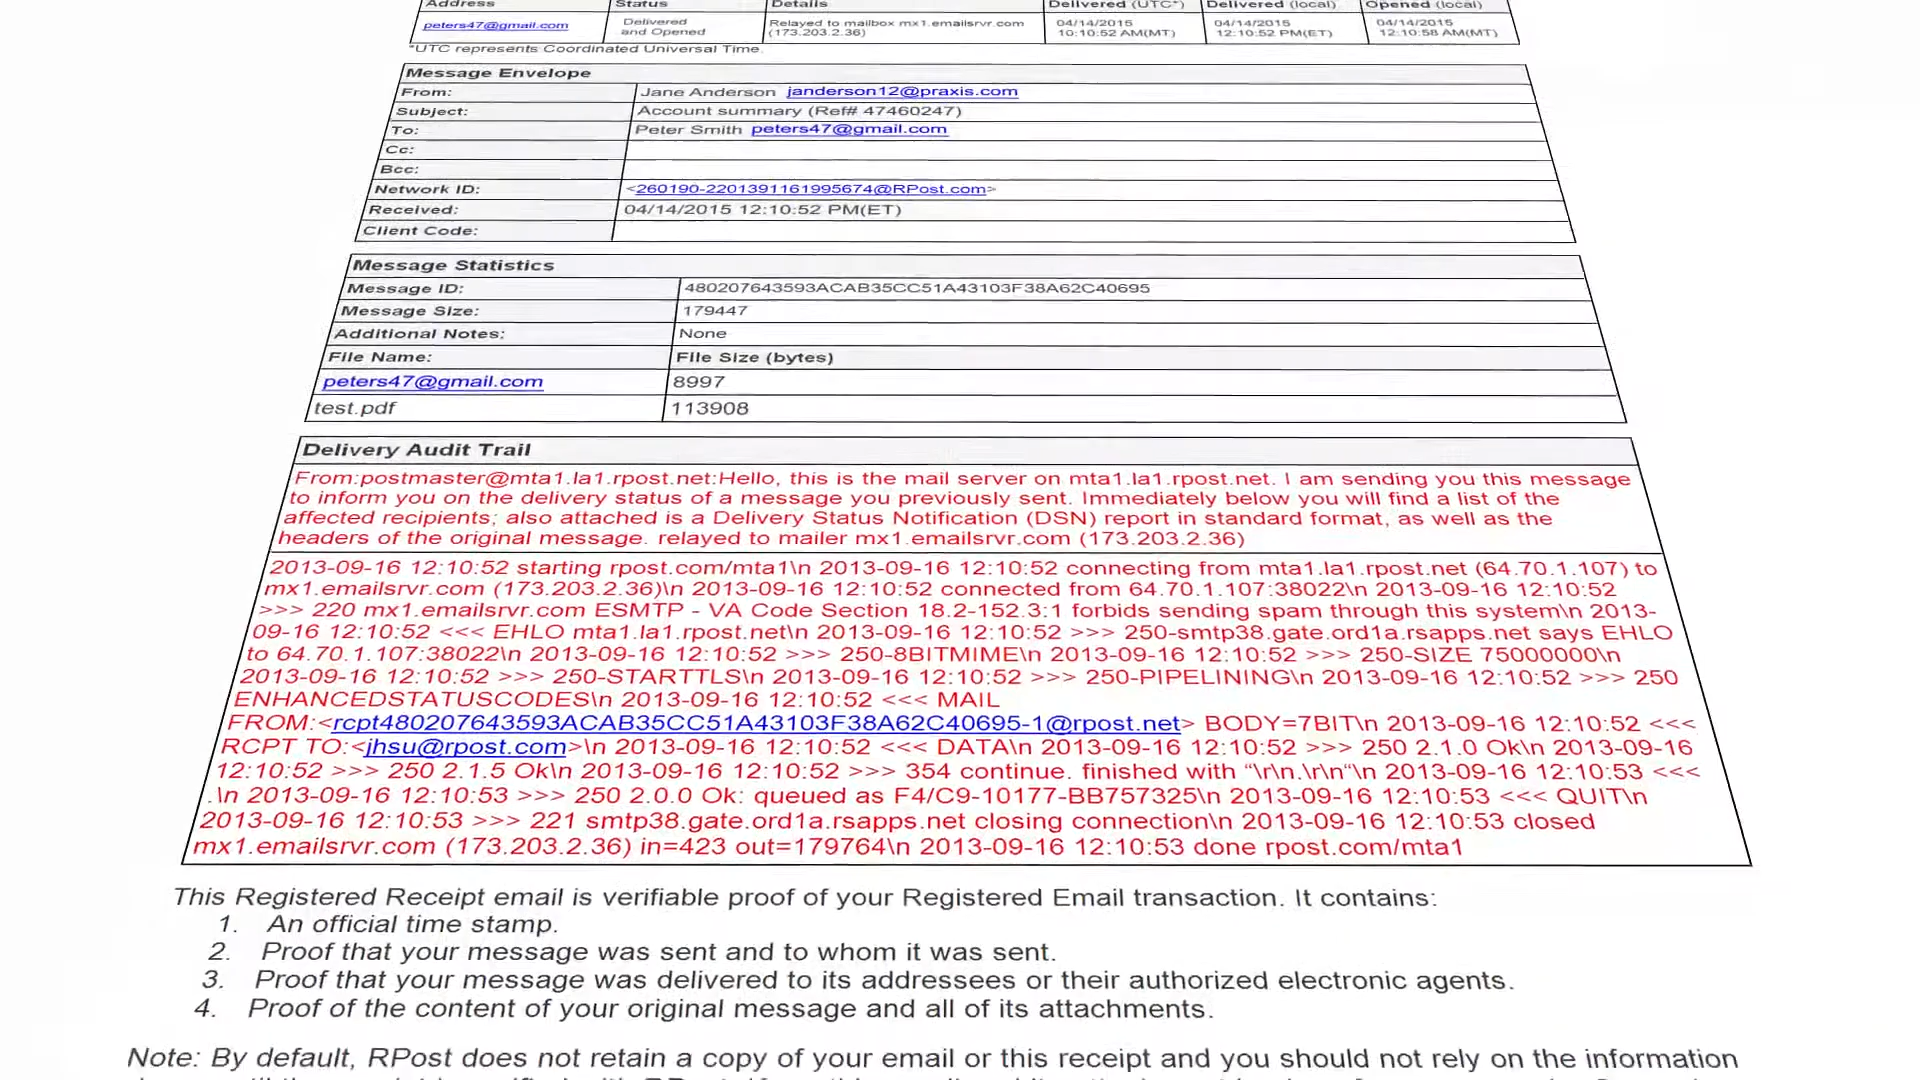 Address Status Details Delivered (UTC*) Delivered (local) Opened (local)
peters47@gmail.com Delivered and Opened Relayed to mailbox mx1.emailsrvr.com (173.203.2.36) 04/14/2015 10:10:52 AM(MT) 04/14/2015 12:10:52 PM(ET) 04/14/2015 12:10:58 AM(MT)
*UTC represents Coordinated Universal Time.
Message Envelope
From: Jane Anderson janderson12@praxis.com
Subject: Account summary (Ref# 47460247)
To: Peter Smith peters47@gmail.com
Cc:
Bcc:
Network ID: <260190-2201391161995674@RPost.com>
Received: 04/14/2015 12:10:52 PM(ET)
Client Code:
Message Statistics
Message ID: 480207643593ACAB35CC51A43103F38A62C40695
Message Size: 179447
Additional Notes: None
File Name: File Size (bytes)
peters47@gmail.com 8997
test.pdf 113908
Delivery Audit Trail
From:postmaster@mta1.la1.rpost.net:Hello, this is the mail server on mta1.la1.rpost.net. I am sending you this message
to inform you on the delivery status of a message you previously sent. Immediately below you will find a list of the
affected recipients; also attached is a Delivery Status Notification (DSN) report in standard format, as well as the
headers of the original message. relayed to mailer mx1.emailsrvr.com (173.203.2.36)
2013-09-16 12:10:52 starting rpost.com/mta1\n 2013-09-16 12:10:52 connecting from mta1.la1.rpost.net (64.70.1.107) to
mx1.emailsrvr.com (173.203.2.36)\n 2013-09-16 12:10:52 connected from 64.70.1.107:38022\n 2013-09-16 12:10:52
>>> 220 mx1.emailsrvr.com ESMTP - VA Code Section 18.2-152.3:1 forbids sending spam through this system\n 2013-
09-16 12:10:52 <<< EHLO mta1.la1.rpost.net\n 2013-09-16 12:10:52 >>> 250-smtp38.gate.ord1a.rsapps.net says EHLO
to 64.70.1.107:38022\n 2013-09-16 12:10:52 >>> 250-8BITMIME\n 2013-09-16 12:10:52 >>> 250-SIZE 75000000\n
2013-09-16 12:10:52 >>> 250-STARTTLS\n 2013-09-16 12:10:52 >>> 250-PIPELINING\n 2013-09-16 12:10:52 >>> 250
ENHANCEDSTATUSCODES\n 2013-09-16 12:10:52 <<< MAIL
FROM:<rcpt480207643593ACAB35CC51A43103F38A62C40695-1@rpost.net> BODY=7BIT\n 2013-09-16 12:10:52 <<<
RCPT TO:<jhsu@rpost.com>\n 2013-09-16 12:10:52 <<< DATA\n 2013-09-16 12:10:52 >>> 250 2.1.0 Ok\n 2013-09-16
12:10:52 >>> 250 2.1.5 Ok\n 2013-09-16 12:10:52 >>> 354 continue. finished with “\r\n.\r\n“\n 2013-09-16 12:10:53 <<<
.\n 2013-09-16 12:10:53 >>> 250 2.0.0 Ok: queued as F4/C9-10177-BB757325\n 2013-09-16 12:10:53 <<< QUIT\n
2013-09-16 12:10:53 >>> 221 smtp38.gate.ord1a.rsapps.net closing connection\n 2013-09-16 12:10:53 closed
mx1.emailsrvr.com (173.203.2.36) in=423 out=179764\n 2013-09-16 12:10:53 done rpost.com/mta1
This Registered Receipt email is verifiable proof of your Registered Email transaction. It contains:
1. An official time stamp.
2. Proof that your message was sent and to whom it was sent.
3. Proof that your message was delivered to its addressees or their authorized electronic agents.
4. Proof of the content of your original message and all of its attachments.
Note: By default, RPost does not retain a copy of your email or this receipt and you should not rely on the information